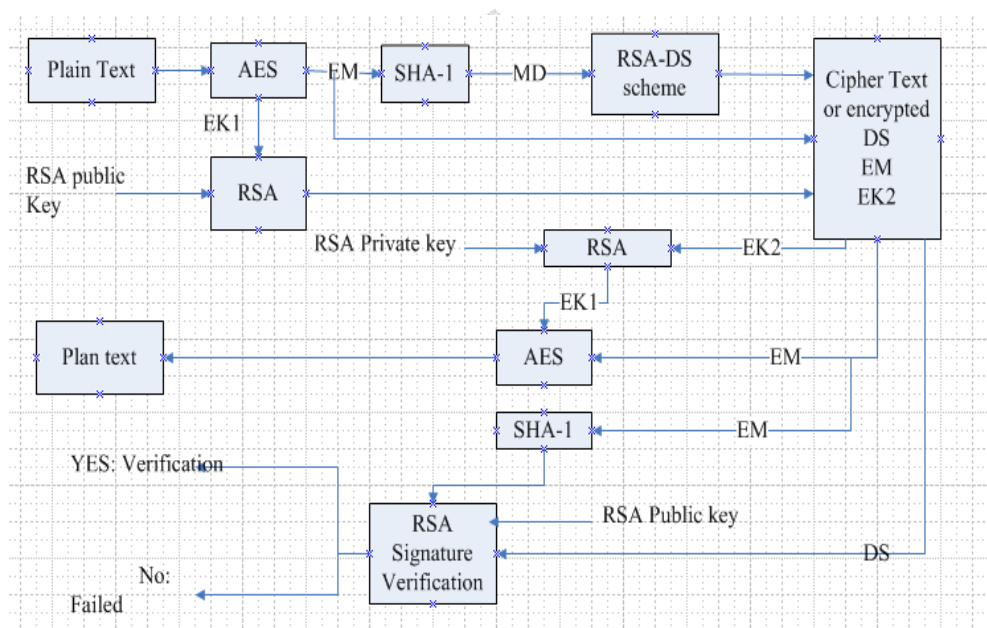 Plain Text
AES
EM
SHA-1
MD
RSA-DS
scheme
Cipher Text
or encrypted
DS
EM
EK2
EK1
RSA public
Key
RSA
RSA Private key
RSA
EK2
EK1
Plan text
AES
EM
SHA-1
EM
YES: Verification
RSA
Signature
Verification
RSA Public key
DS
No:
Failed